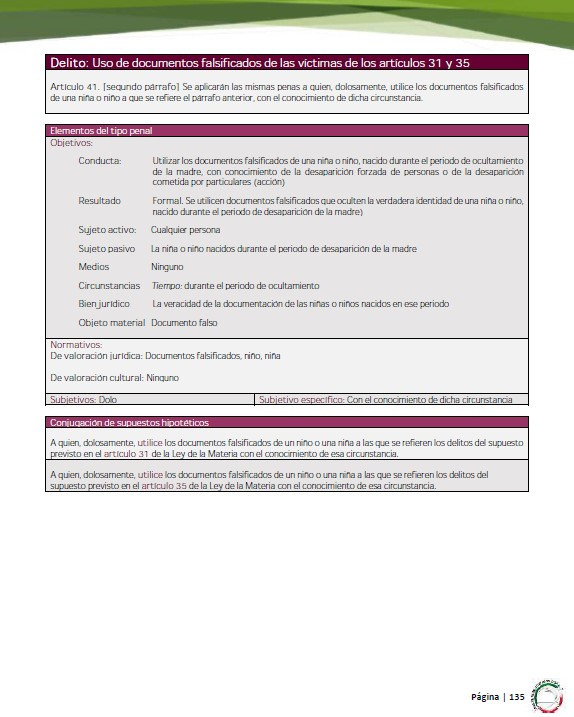 Delito: Uso de documentos falsificados de las víctimas de los artículos 31 y 35
Artículo 41. [segundo párrafo] Se aplicarán las mismas penas a quien, dolosamente, utilice los documentos falsificados
de una niña o niño a que se refiere el párrafo anterior, con el conocimiento de dicha circunstancia.
Elementos del tipo penal
Objetivos:
Conducta: Utilizar los documentos falsificados de una niña o niño, nacido durante el periodo de ocultamiento
de la madre, con conocimiento de la desaparición forzada de personas o de la desaparición
cometida por particulares (acción)
Resultado Formal. Se utilicen documentos falsificados que oculten la verdadera identidad de una niña o niño,
nacido durante el periodo de desaparición de la madre)
Sujeto activo: Cualquier persona
Sujeto pasivo La niña o niño nacidos durante el periodo de desaparición de la madre
Medios Ninguno
Circunstancias Tiempo: durante el periodo de ocultamiento
Bien jurídico La veracidad de la documentación de las niñas o niños nacidos en ese periodo
Objeto material Documento falso
Normativos:
De valoración jurídica: Documentos falsificados, niño, niña
De valoración cultural: Ninguno
Subjetivos: Dolo Subjetivo específico: Con el conocimiento de dicha circunstancia
Conjugación de supuestos hipotéticos
A quien, dolosamente, utilice los documentos falsificados de un niño o una niña a las que se refieren los delitos del supuesto
previsto en el artículo 31 de la Ley de la Materia con el conocimiento de esa circunstancia.
A quien, dolosamente, utilice los documentos falsificados de un niño o una niña a las que se refieren los delitos del
supuesto previsto en el artículo 35 de la Ley de la Materia con el conocimiento de esa circunstancia.
Página | 135